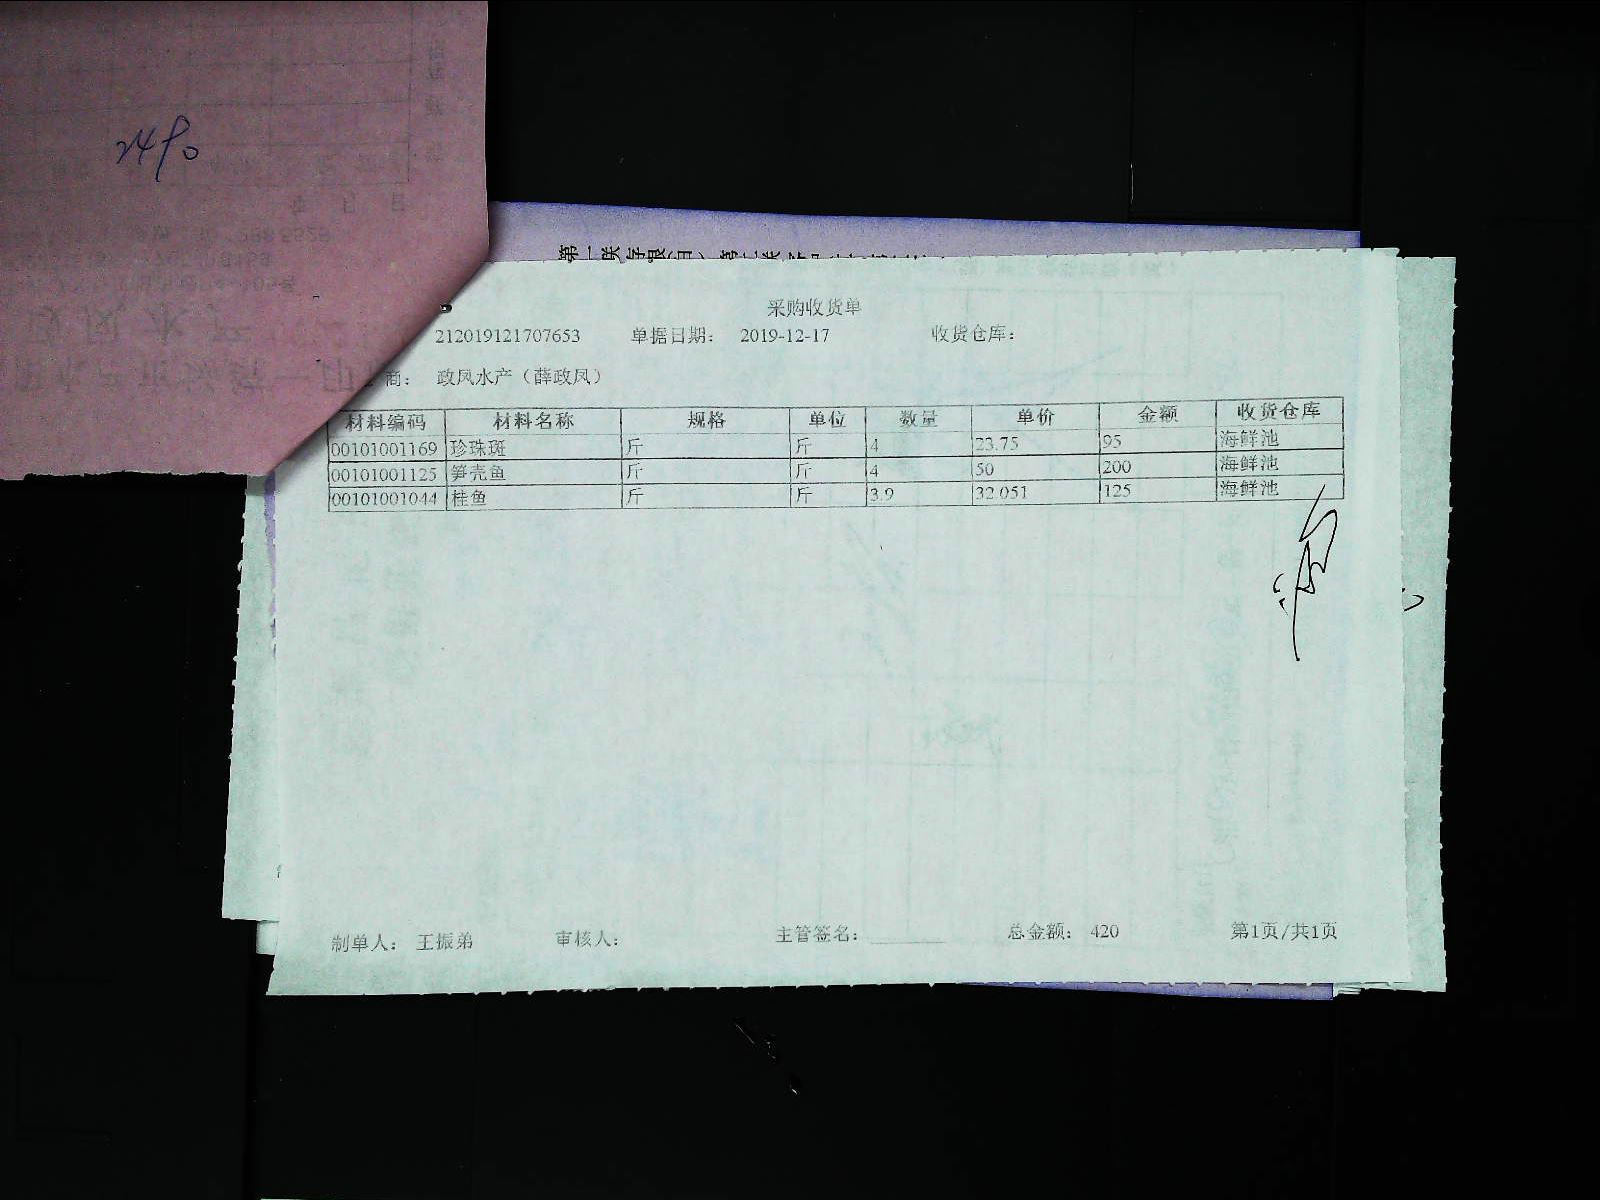 2490
采购收货单
212019121707653 单据日期: 2019-12-17 收货仓库:
商: 政凤水产（薛政凤）
材料编码 材料名称 规格 单位 数量 单价 金额 收货仓库
00101001169 珍珠斑 斤 斤 4 23.75 95 海鲜池
00101001125 笋壳鱼 斤 斤 4 50 200 海鲜池
00101001044 桂鱼 斤 斤 3.9 32.051 125 海鲜池
制单人: 王振弟 审核人: 主管签名: 总金额: 420 第1页/共1页